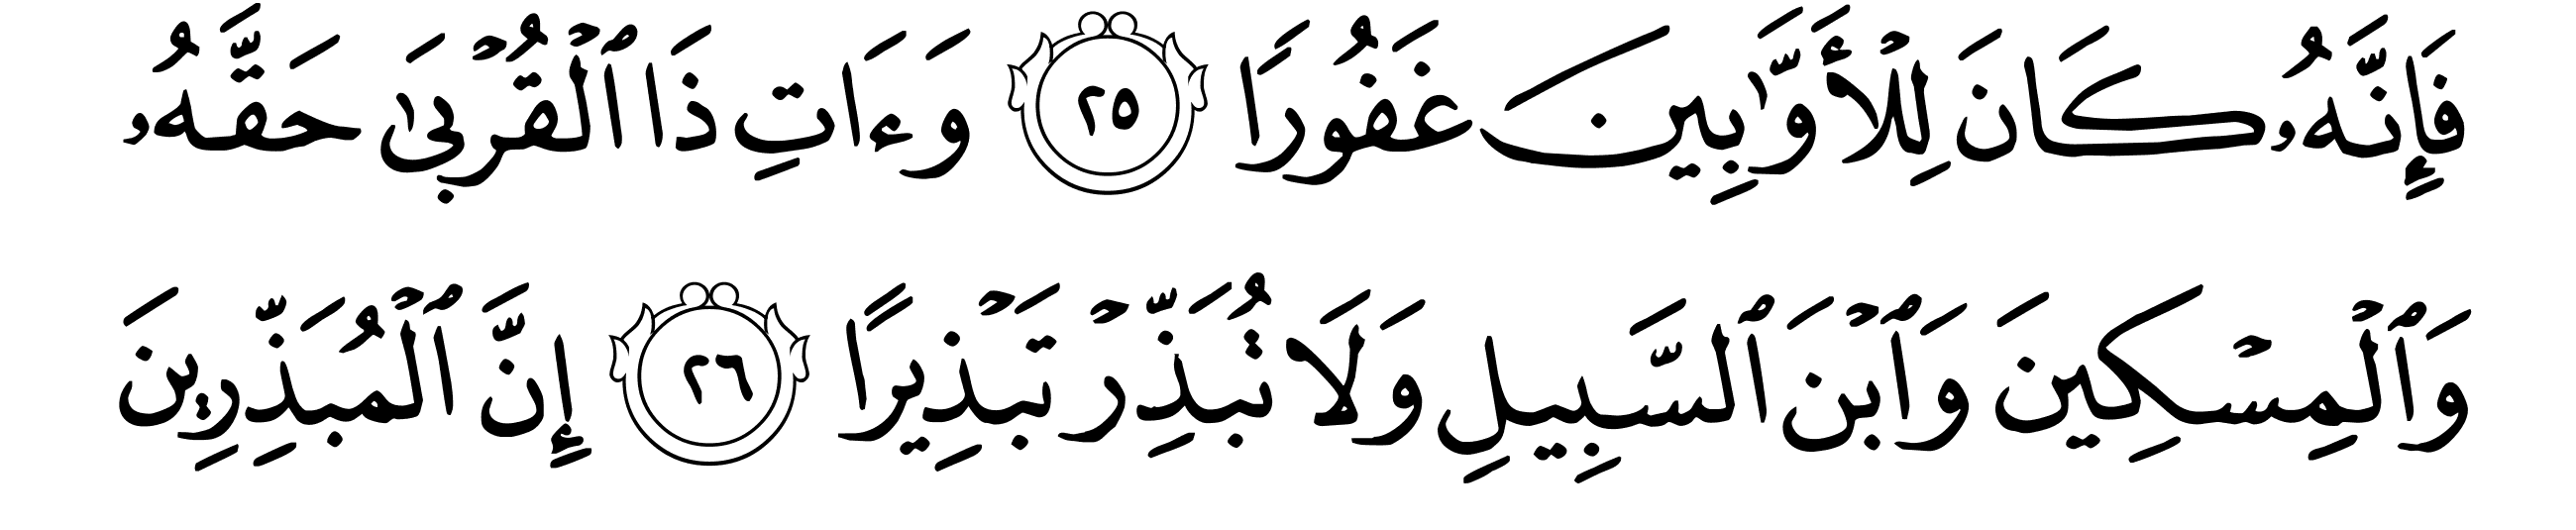 فَإِنَّهُۥ كَانَ لِلْأَوَّٰبِينَ غَفُورًا ٢٥ وَءَاتِ ذَا ٱلْقُرْبَىٰ حَقَّهُۥ
وَٱلْمِسْكِينَ وَٱبْنَ ٱلسَّبِيلِ وَلَا تُبَذِّرْ تَبْذِيرًا ٢٦ إِنَّ ٱلْمُبَذِّرِينَ